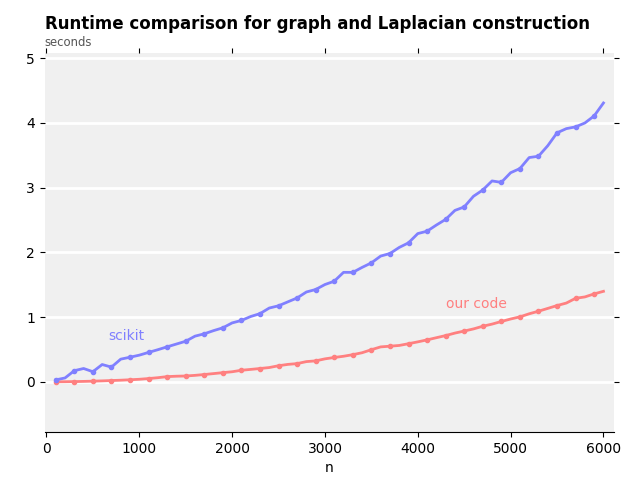 Runtime comparison for graph and Laplacian construction
seconds
5
4
3
2
1
0
our code
scikit
0 1000 2000 3000 4000 5000 6000
n